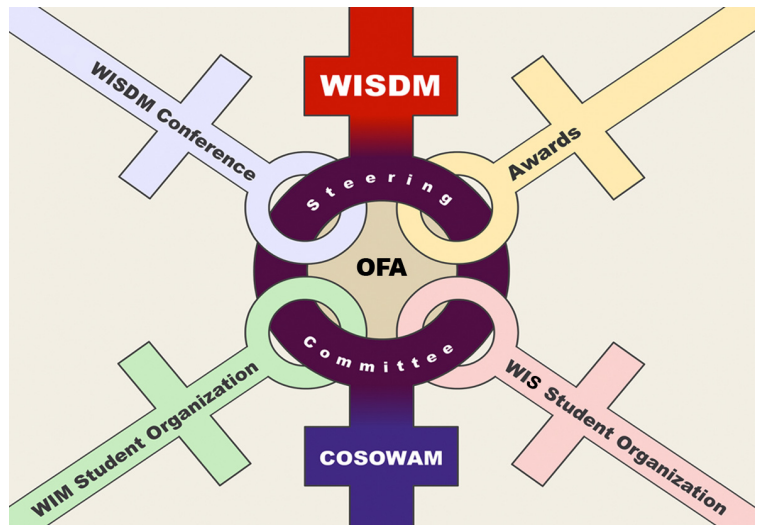 WISDM
WISDM Conference
Awards
Steering
OFA
Committee
WIM Student Organization
WIS Student Organization
COSOWAM